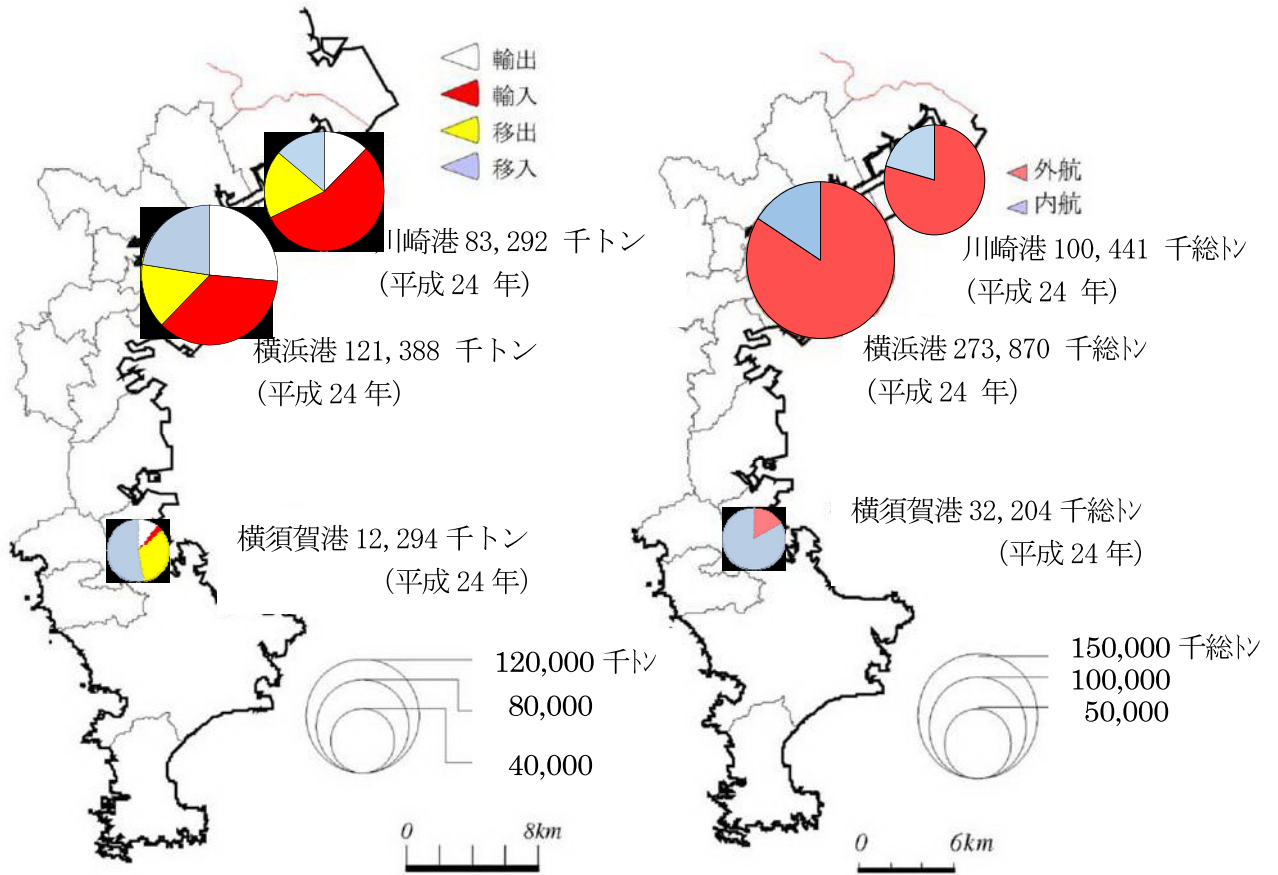 輸出
輸入
移出
移入
川崎港 83,292 千トン
(平成 24 年)
横浜港 121,388 千トン
(平成 24 年)
横須賀港 12,294 千トン
(平成 24 年)
120,000 千トン
80,000
40,000
0 8km
外航
内航
川崎港 100,441 千総トン
(平成 24 年)
横浜港 273,870 千総トン
(平成 24 年)
横須賀港 32,204 千総トン
(平成 24 年)
150,000 千総トン
100,000
50,000
0 6km